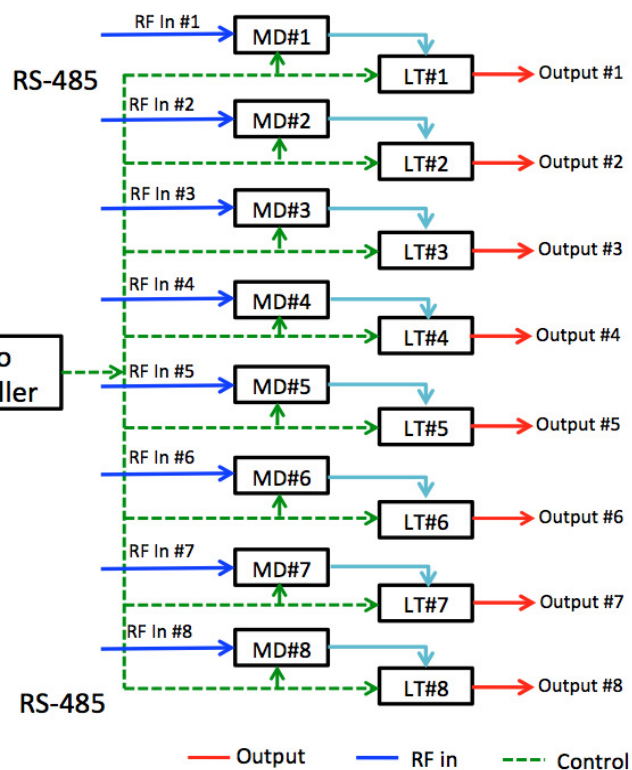 RF In #1
MD#1
LT#1
Output #1
RS-485
RF In #2
MD#2
LT#2
Output #2
RF In #3
MD#3
LT#3
Output #3
RF In #4
MD#4
LT#4
Output #4
RF In #5
MD#5
LT#5
Output #5
RF In #6
MD#6
LT#6
Output #6
RF In #7
MD#7
LT#7
Output #7
RF In #8
MD#8
LT#8
Output #8
RS-485
Output
RF in
Control